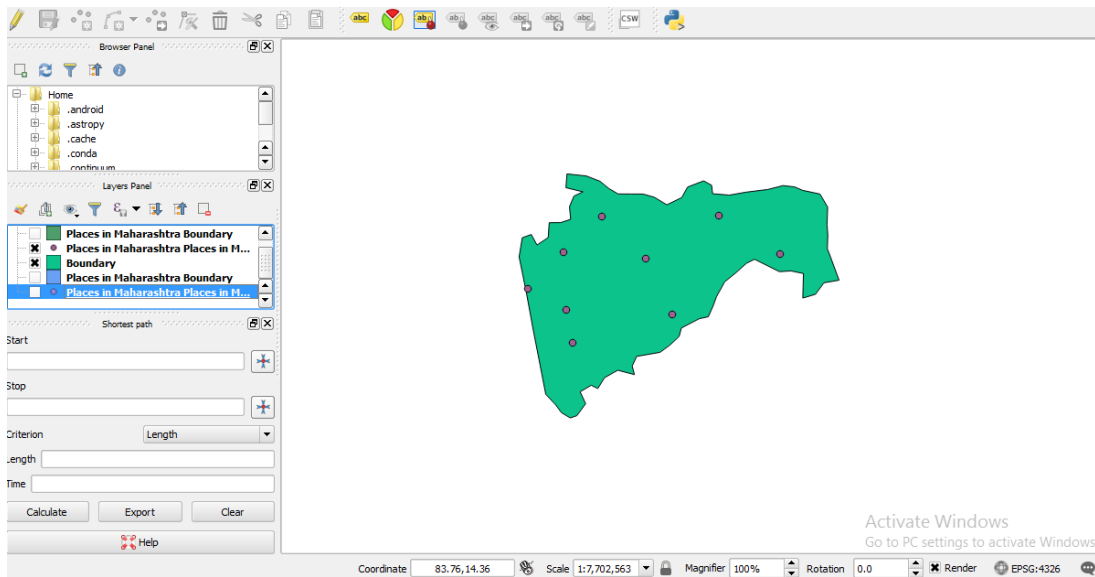 abc ab abc abc abc abc abc CSW
Browser Panel
Home
.android
.astropy
.cache
.conda
.continuum
Layers Panel
Places in Maharashtra Boundary
Places in Maharashtra Places in M...
Boundary
Places in Maharashtra Boundary
Places in Maharashtra Places in M...
Shortest path
Start
Stop
Criterion Length
Length
Time
Calculate Export Clear
Help
Activate Windows
Go to PC settings to activate Windows
Coordinate 83.76,14.36 Scale 1:7,702,563 Magnifier 100% Rotation 0.0 Render EPSG:4326